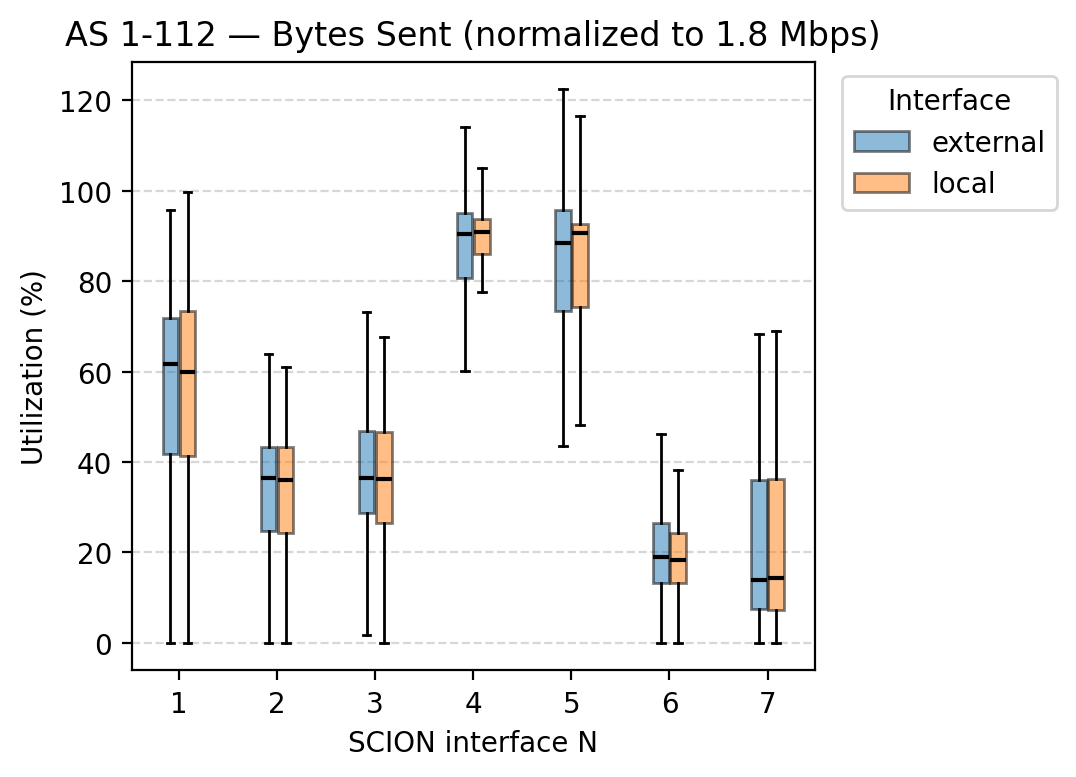 AS 1-112 — Bytes Sent (normalized to 1.8 Mbps)
Interface
external
local
Utilization (%)
120
100
80
60
40
20
0
1 2 3 4 5 6 7
SCION interface N